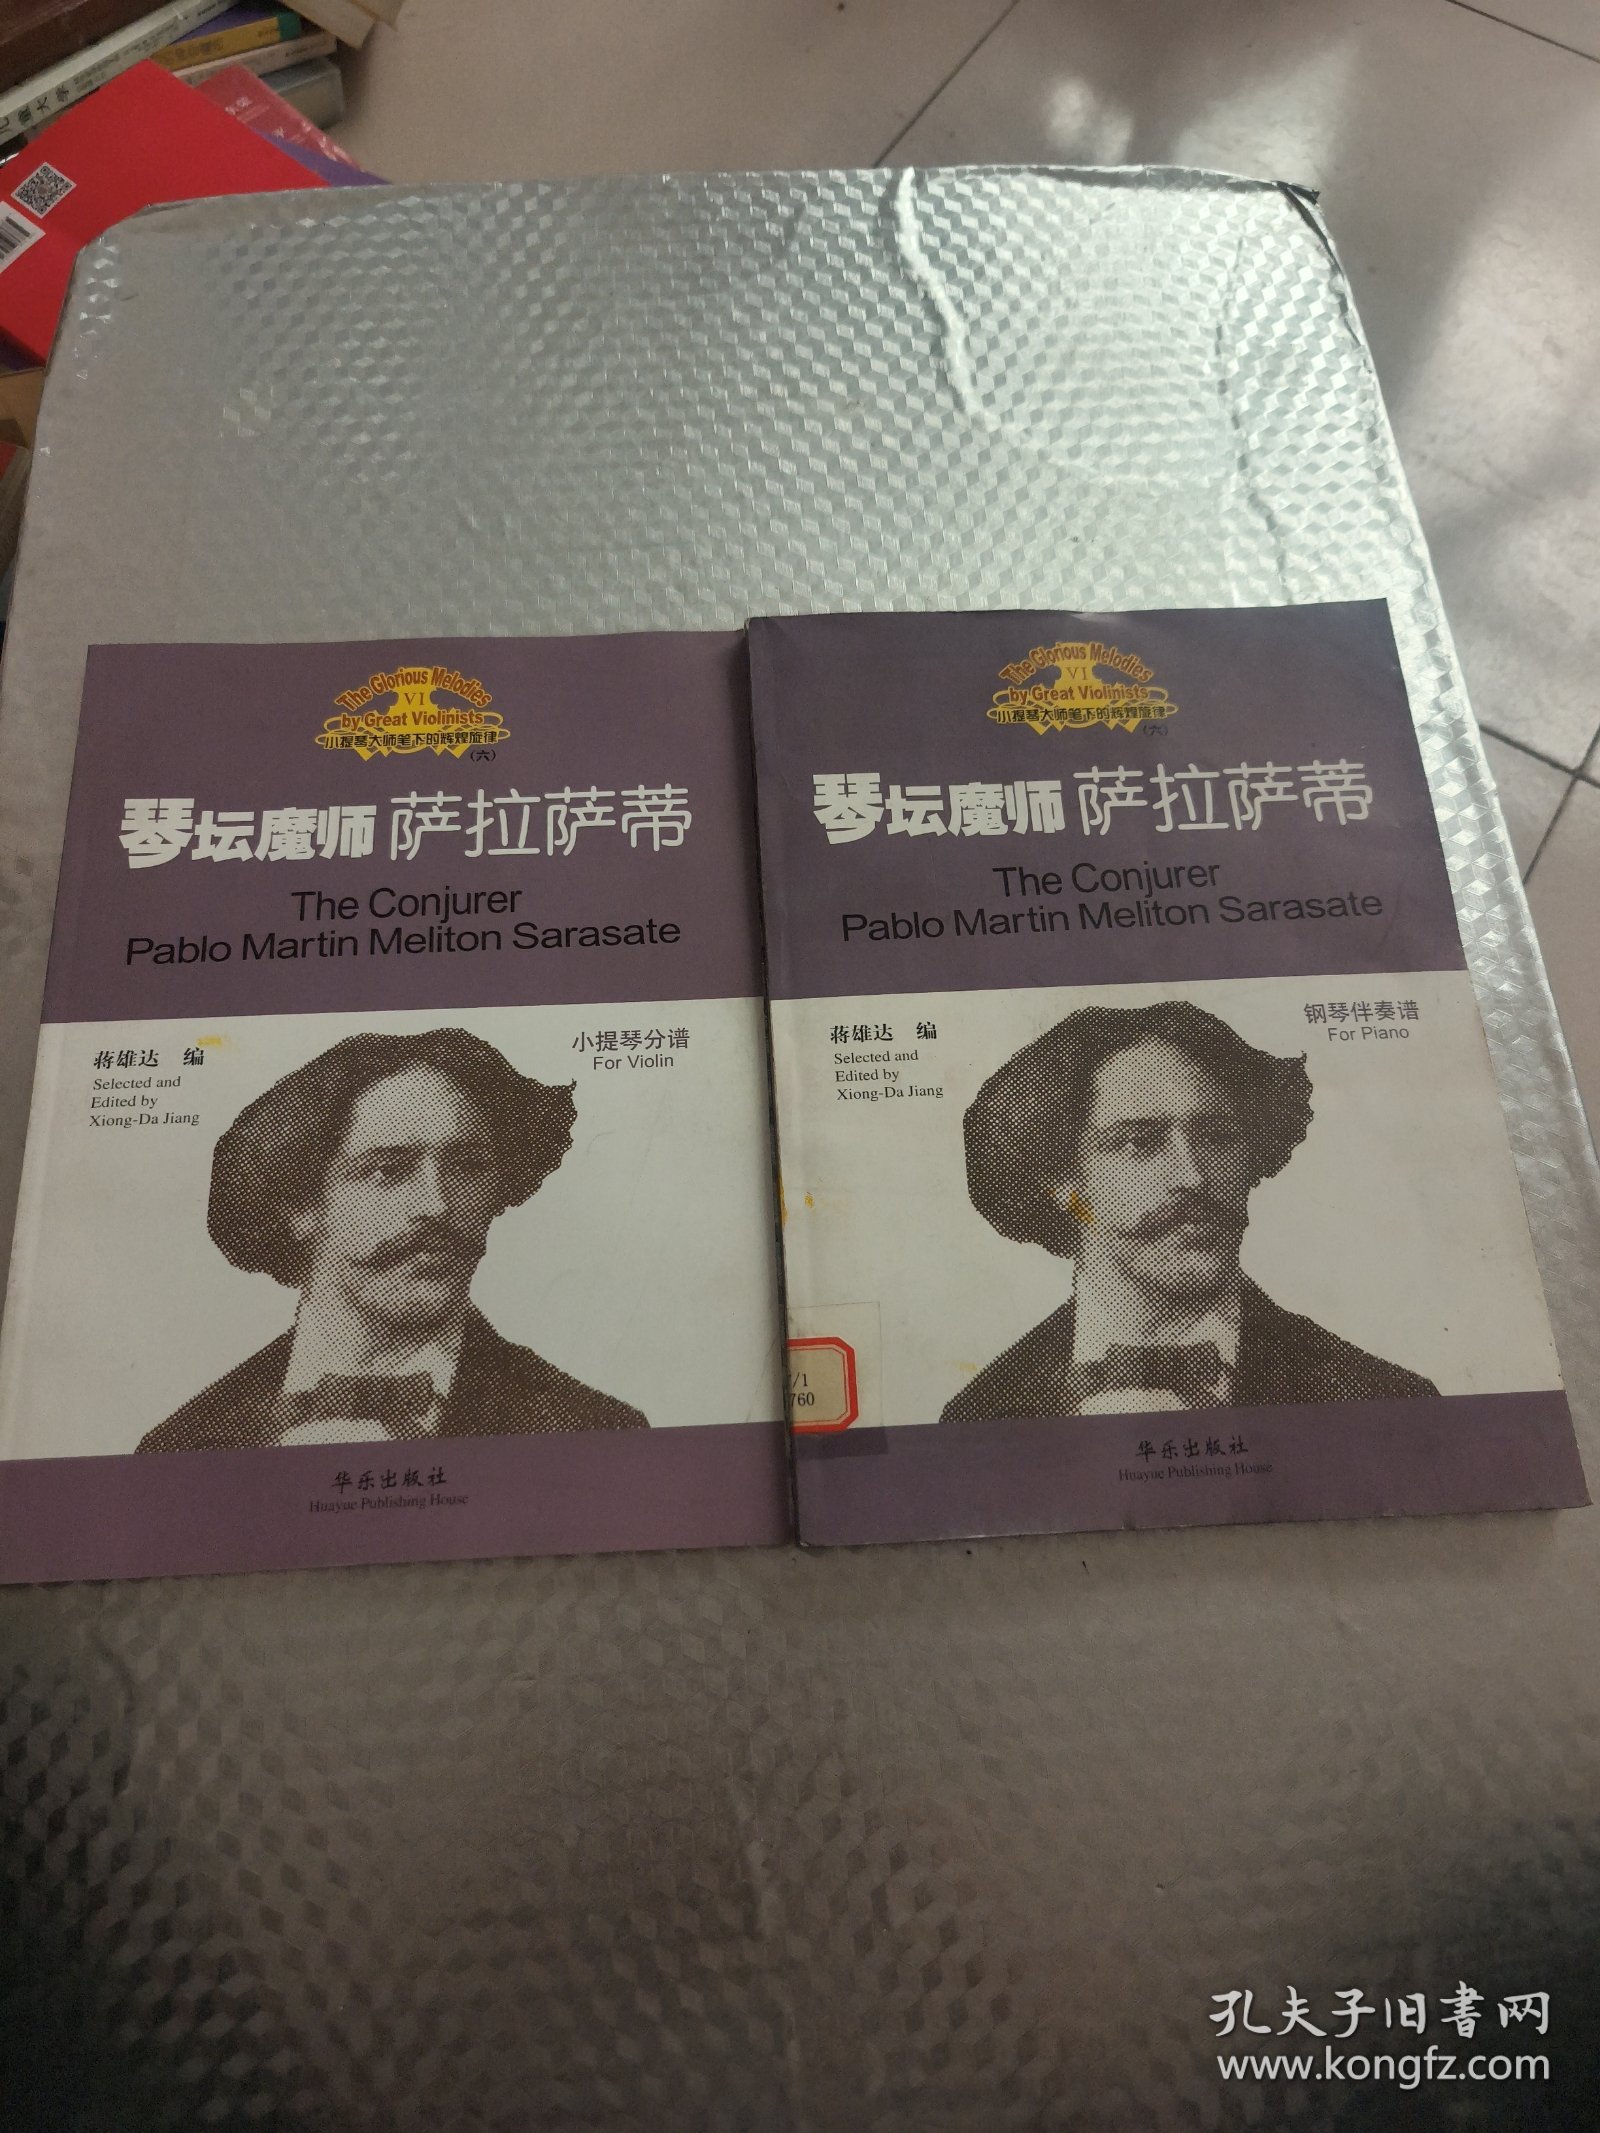 The Glorious Melodies
VI
by Great Violinists
小提琴大师笔下的辉煌旋律
(六)
琴坛魔师 萨拉萨蒂
The Conjurer
Pablo Martin Meliton Sarasate
蒋雄达 编
Selected and
Edited by
Xiong-Da Jiang
小提琴分谱
For Violin
华乐出版社
Huayue Publishing House
The Glorious Melodies
VI
by Great Violinists
小提琴大师笔下的辉煌旋律
(六)
琴坛魔师 萨拉萨蒂
The Conjurer
Pablo Martin Meliton Sarasate
蒋雄达 编
Selected and
Edited by
Xiong-Da Jiang
钢琴伴奏谱
For Piano
/1
760
华乐出版社
Huayue Publishing House
孔夫子旧书网
www.kongfz.com